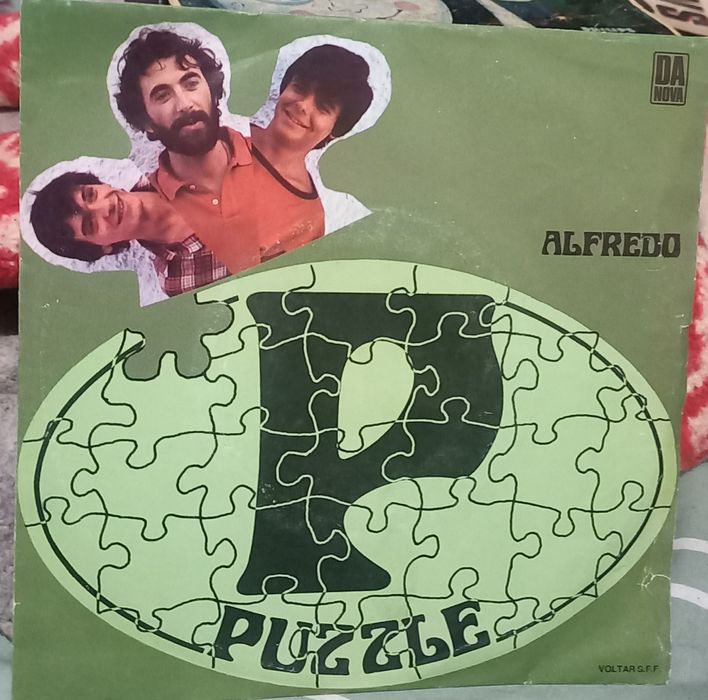 DA
NOVA
ALFREDO
P
PUZZLE
VOLTAR S.F.F.